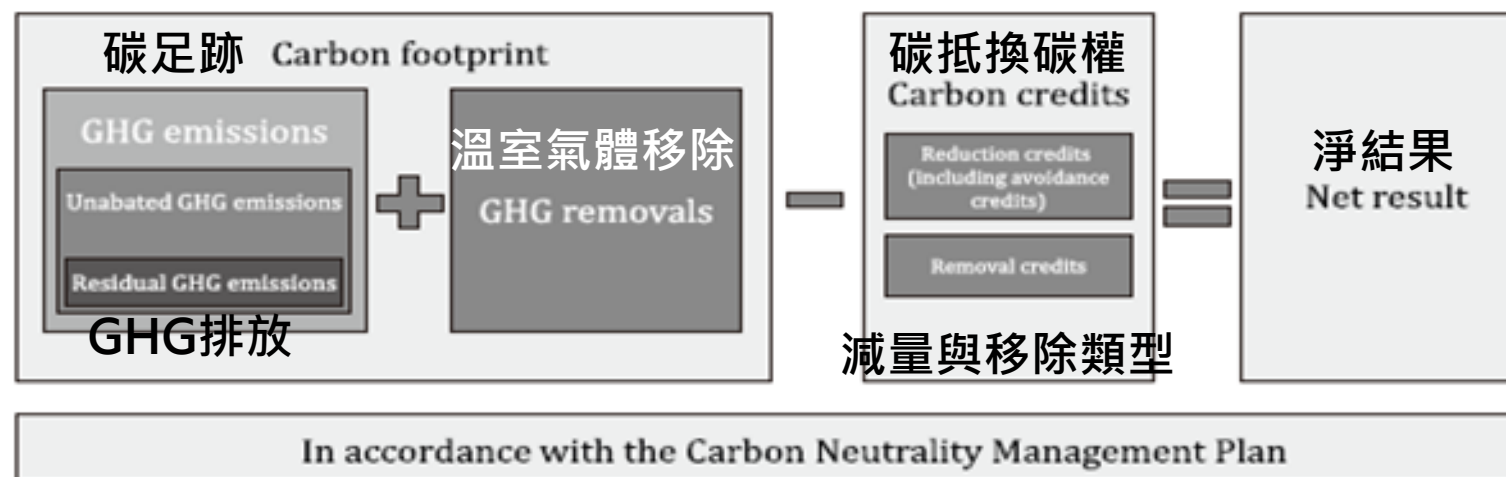 碳足跡 Carbon footprint
GHG emissions
Unabated GHG emissions
Residual GHG emissions
GHG排放
+
溫室氣體移除
GHG removals
-
碳抵換碳權
Carbon credits
Reduction credits
(including avoidance
credits)
Removal credits
減量與移除類型
=
淨結果
Net result
In accordance with the Carbon Neutrality Management Plan